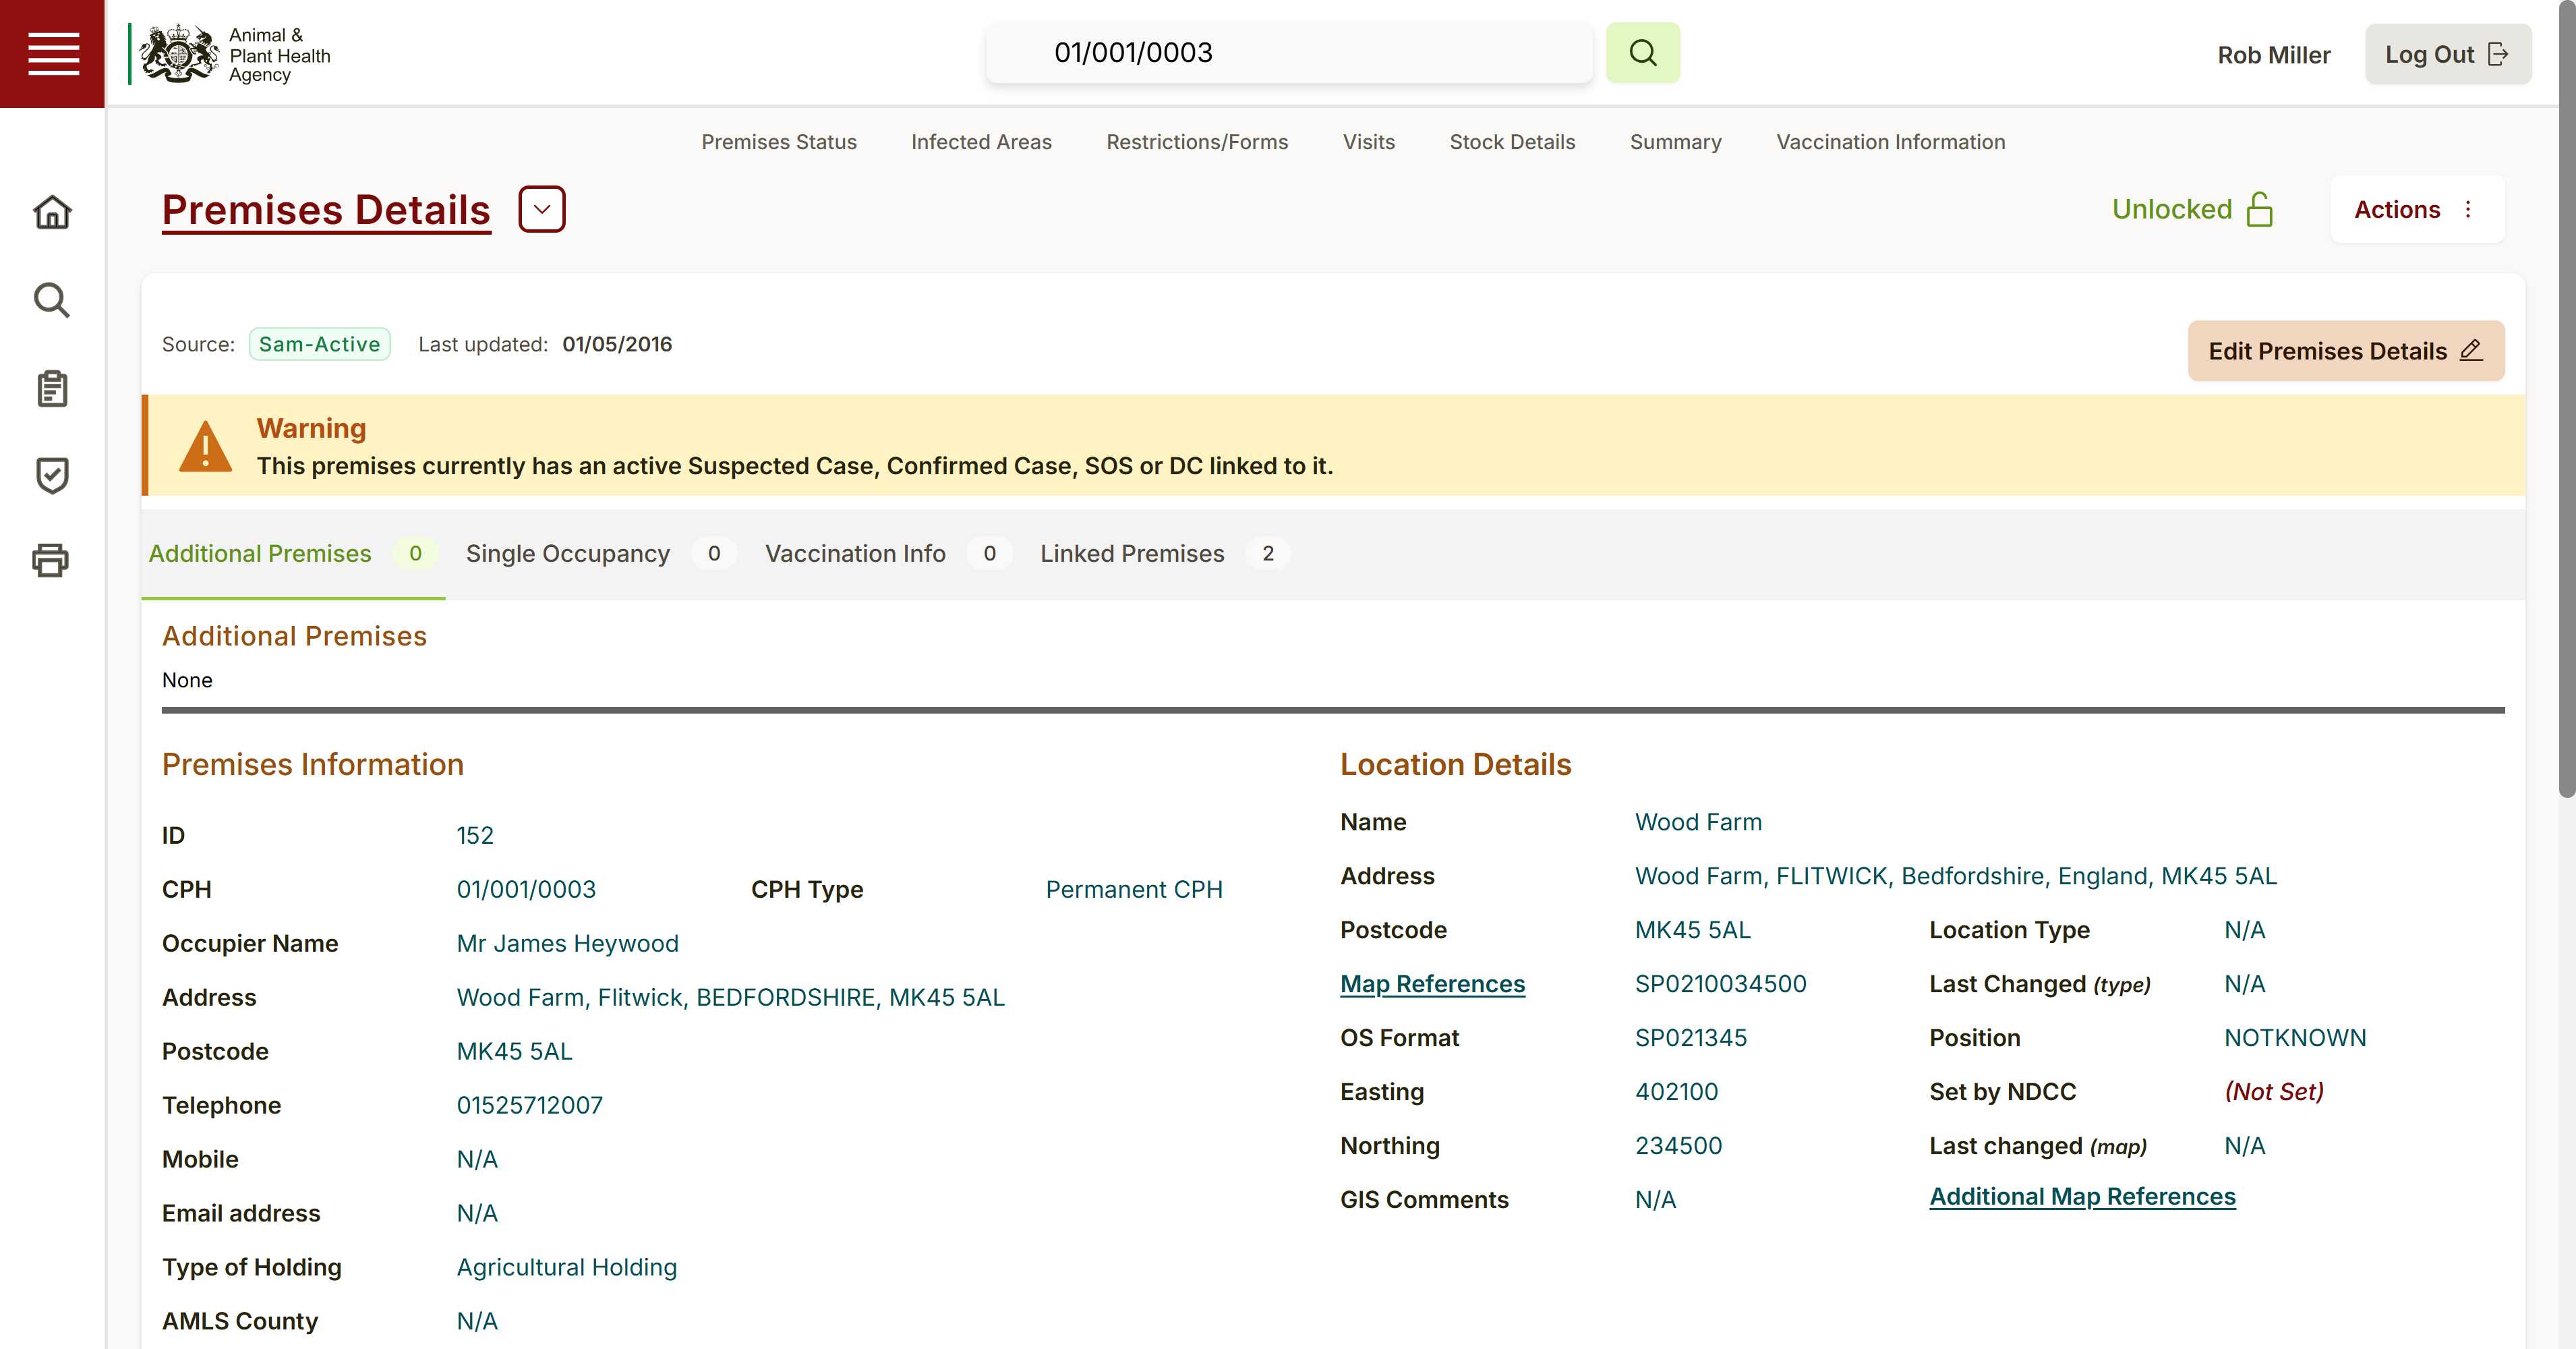 Animal &
Plant Health
Agency
01/001/0003
Rob Miller
Log Out
Premises Status Infected Areas Restrictions/Forms Visits Stock Details Summary Vaccination Information
Premises Details
Unlocked
Actions
Source: Sam-Active Last updated: 01/05/2016
Edit Premises Details
Warning
This premises currently has an active Suspected Case, Confirmed Case, SOS or DC linked to it.
Additional Premises 0 Single Occupancy 0 Vaccination Info 0 Linked Premises 2
Additional Premises
None
Premises Information
ID 152
CPH 01/001/0003 CPH Type Permanent CPH
Occupier Name Mr James Heywood
Address Wood Farm, Flitwick, BEDFORDSHIRE, MK45 5AL
Postcode MK45 5AL
Telephone 01525712007
Mobile N/A
Email address N/A
Type of Holding Agricultural Holding
AMLS County N/A
Location Details
Name Wood Farm
Address Wood Farm, FLITWICK, Bedfordshire, England, MK45 5AL
Postcode MK45 5AL Location Type N/A
Map References SP0210034500 Last Changed (type) N/A
OS Format SP021345 Position NOTKNOWN
Easting 402100 Set by NDCC (Not Set)
Northing 234500 Last changed (map) N/A
GIS Comments N/A Additional Map References